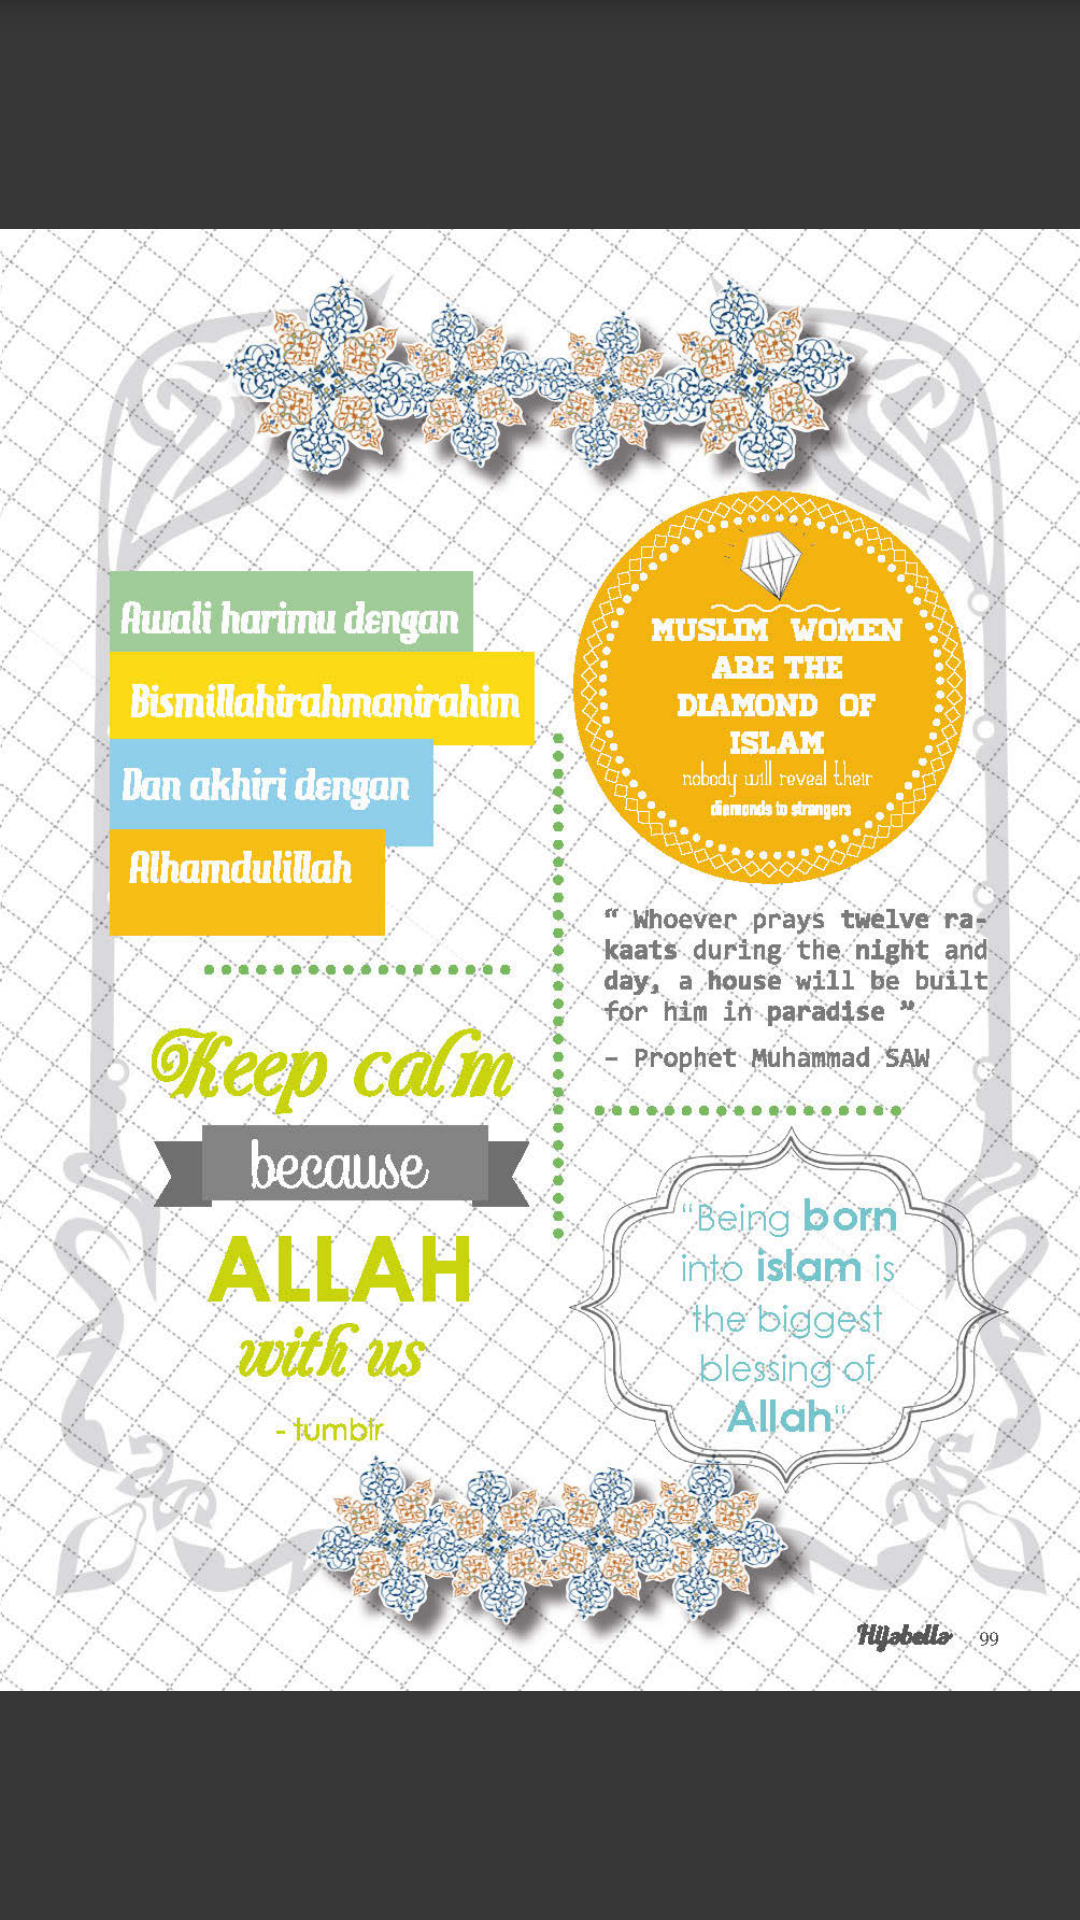 Awali harimu dengan
Bismillahirahmanirahim
Dan akhiri dengan
Alhamdulillah
Keep calm
because
ALLAH
with us
- tumblr
MUSLIM WOMEN
ARE THE
DIAMOND OF
ISLAM
nobody will reveal their
diamonds to strangers
“ Whoever prays twelve ra-
kaats during the night and
day, a house will be built
for him in paradise ”
– Prophet Muhammad SAW
"Being born
into islam is
the biggest
blessing of
Allah"
Hijabella 99